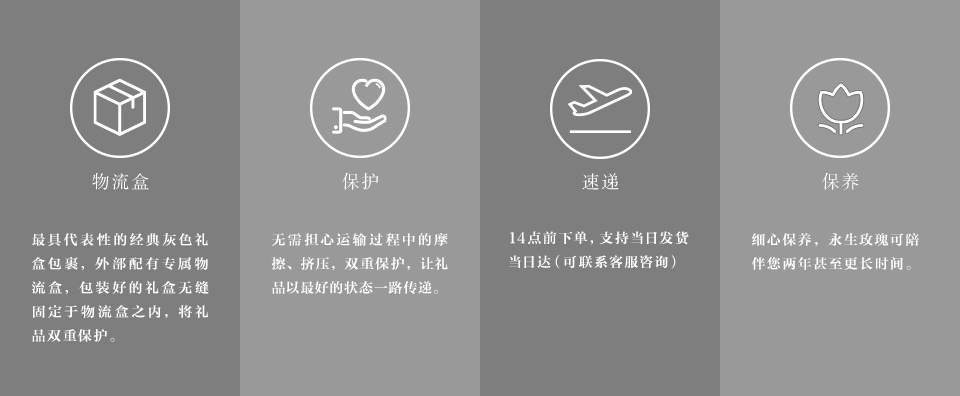 物流盒
最具代表性的经典灰色礼
盒包裹，外部配有专属物
流盒，包装好的礼盒无缝
固定于物流盒之内，将礼
品双重保护。
保护
无需担心运输过程中的摩
擦、挤压，双重保护，让礼
品以最好的状态一路传递。
速递
14点前下单，支持当日发货
当日达（可联系客服咨询）
保养
细心保养，永生玫瑰可陪
伴您两年甚至更长时间。